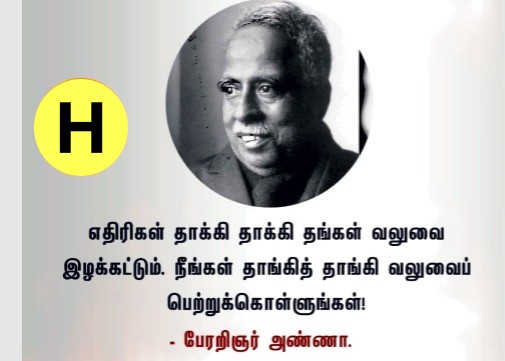 H
எதிரிகள் தாக்கி தாக்கி தங்கள் வலுவை
இழக்கட்டும். நீங்கள் தாங்கித் தாங்கி வலுவைப்
பெற்றுக்கொள்ளுங்கள்!
- பேரறிஞர் அண்ணா.